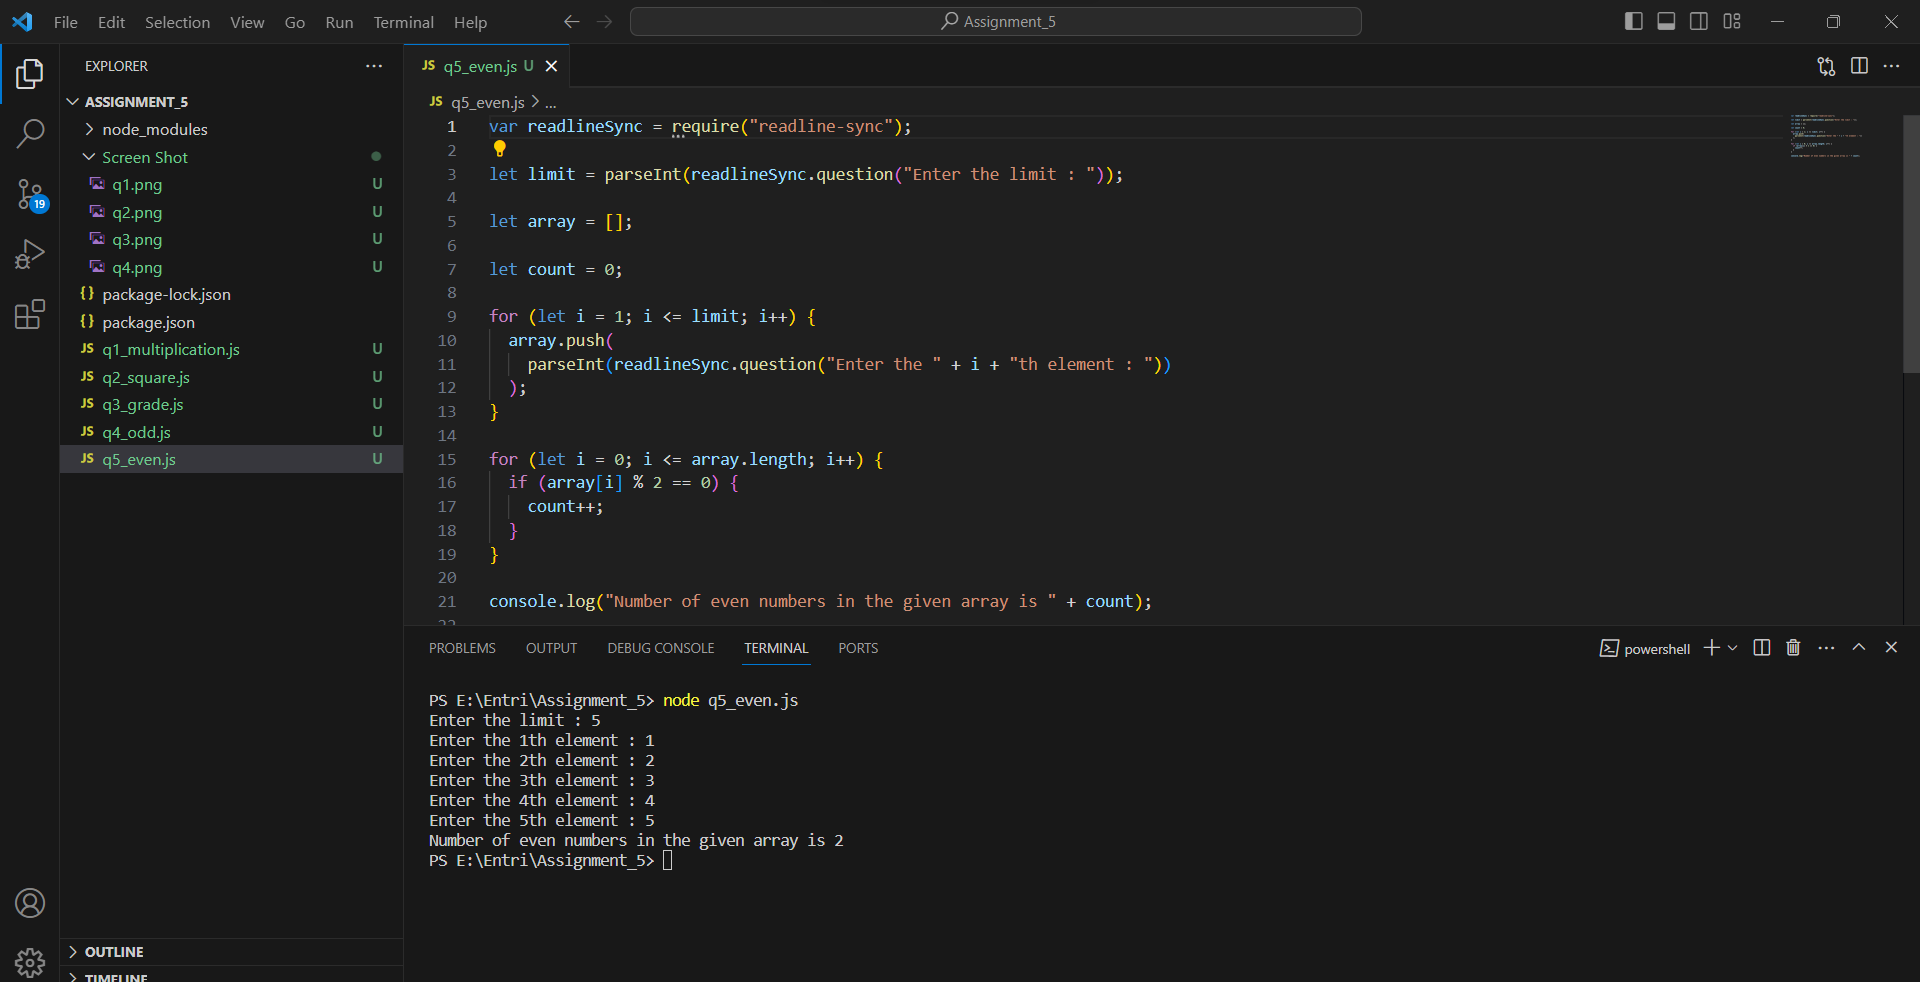 File Edit Selection View Go Run Terminal Help
Assignment_5
EXPLORER
ASSIGNMENT_5
node_modules
Screen Shot
q1.png U
q2.png U
q3.png U
q4.png U
{} package-lock.json
{} package.json
JS q1_multiplication.js U
JS q2_square.js U
JS q3_grade.js U
JS q4_odd.js U
JS q5_even.js U
19
OUTLINE
TIMELINE
JS q5_even.js U
JS q5_even.js > ...
1 var readlineSync = require("readline-sync");
2
3 let limit = parseInt(readlineSync.question("Enter the limit : "));
4
5 let array = [];
6
7 let count = 0;
8
9 for (let i = 1; i <= limit; i++) {
10 array.push(
11 parseInt(readlineSync.question("Enter the " + i + "th element : "))
12 );
13 }
14
15 for (let i = 0; i <= array.length; i++) {
16 if (array[i] % 2 == 0) {
17 count++;
18 }
19 }
20
21 console.log("Number of even numbers in the given array is " + count);
22
PROBLEMS OUTPUT DEBUG CONSOLE TERMINAL PORTS
powershell
PS E:\Entri\Assignment_5> node q5_even.js
Enter the limit : 5
Enter the 1th element : 1
Enter the 2th element : 2
Enter the 3th element : 3
Enter the 4th element : 4
Enter the 5th element : 5
Number of even numbers in the given array is 2
PS E:\Entri\Assignment_5>